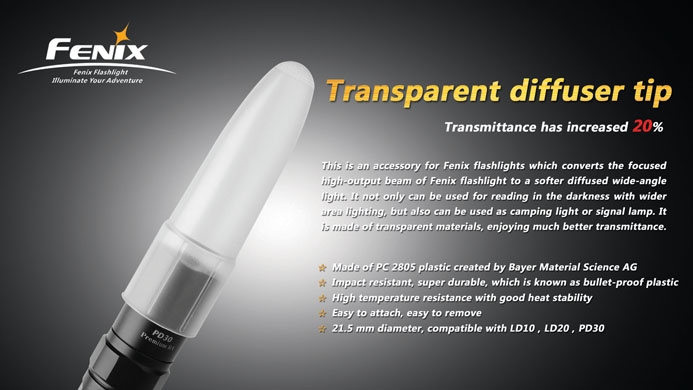 FENIX
Fenix Flashlight
Illuminate Your Adventure
Transparent diffuser tip
Transmittance has increased 20%
This is an accessory for Fenix flashlights which converts the focused
high-output beam of Fenix flashlight to a softer diffused wide-angle
light. It not only can be used for reading in the darkness with wider
area lighting, but also can be used as camping light or signal lamp. It
is made of transparent materials, enjoying much better transmittance.
Made of PC 2805 plastic created by Bayer Material Science AG
Impact resistant, super durable, which is known as bullet-proof plastic
High temperature resistance with good heat stability
Easy to attach, easy to remove
21.5 mm diameter, compatible with LD10 , LD20 , PD30
PD30
Premium